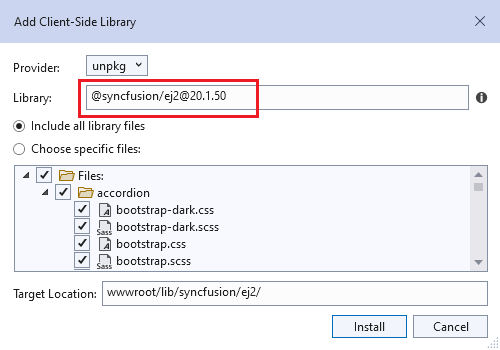 Add Client-Side Library
Provider: unpkg
Library: @syncfusion/ej2@20.1.50
Include all library files
Choose specific files:
Files:
accordion
bootstrap-dark.css
Sass bootstrap-dark.scss
bootstrap.css
Sass bootstrap.scss
Target Location: wwwroot/lib/syncfusion/ej2/
Install Cancel